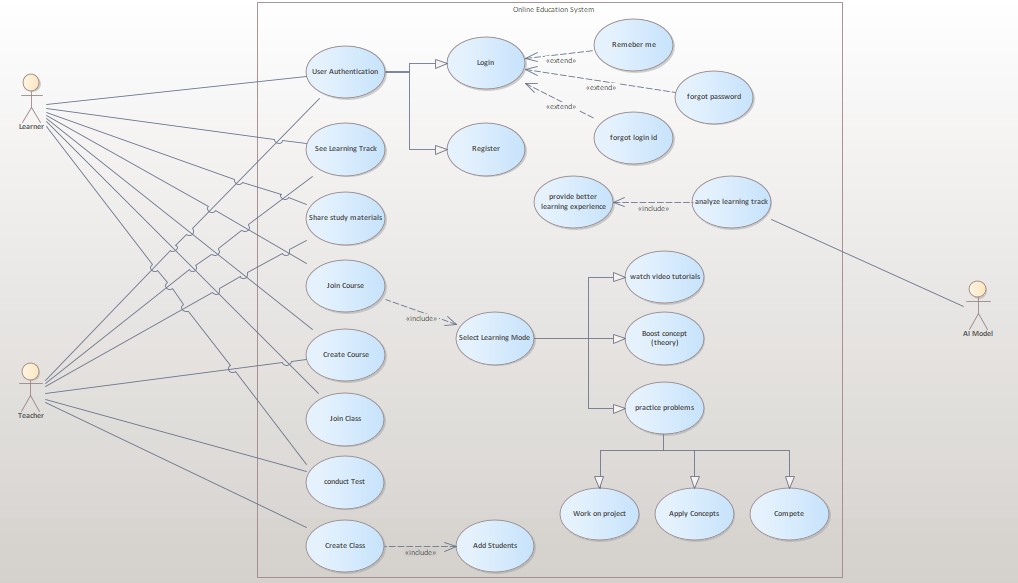 Online Education System
Learner
Teacher
AI Model
User Authentication
See Learning Track
Share study materials
Join Course
Create Course
Join Class
conduct Test
Create Class
Login
Register
Remeber me
forgot password
forgot login id
«extend»
«extend»
«extend»
provide better
learning experience
«include»
analyze learning track
«include»
Select Learning Mode
watch video tutorials
Boost concept
(theory)
practice problems
Work on project
Apply Concepts
Compete
«include»
Add Students